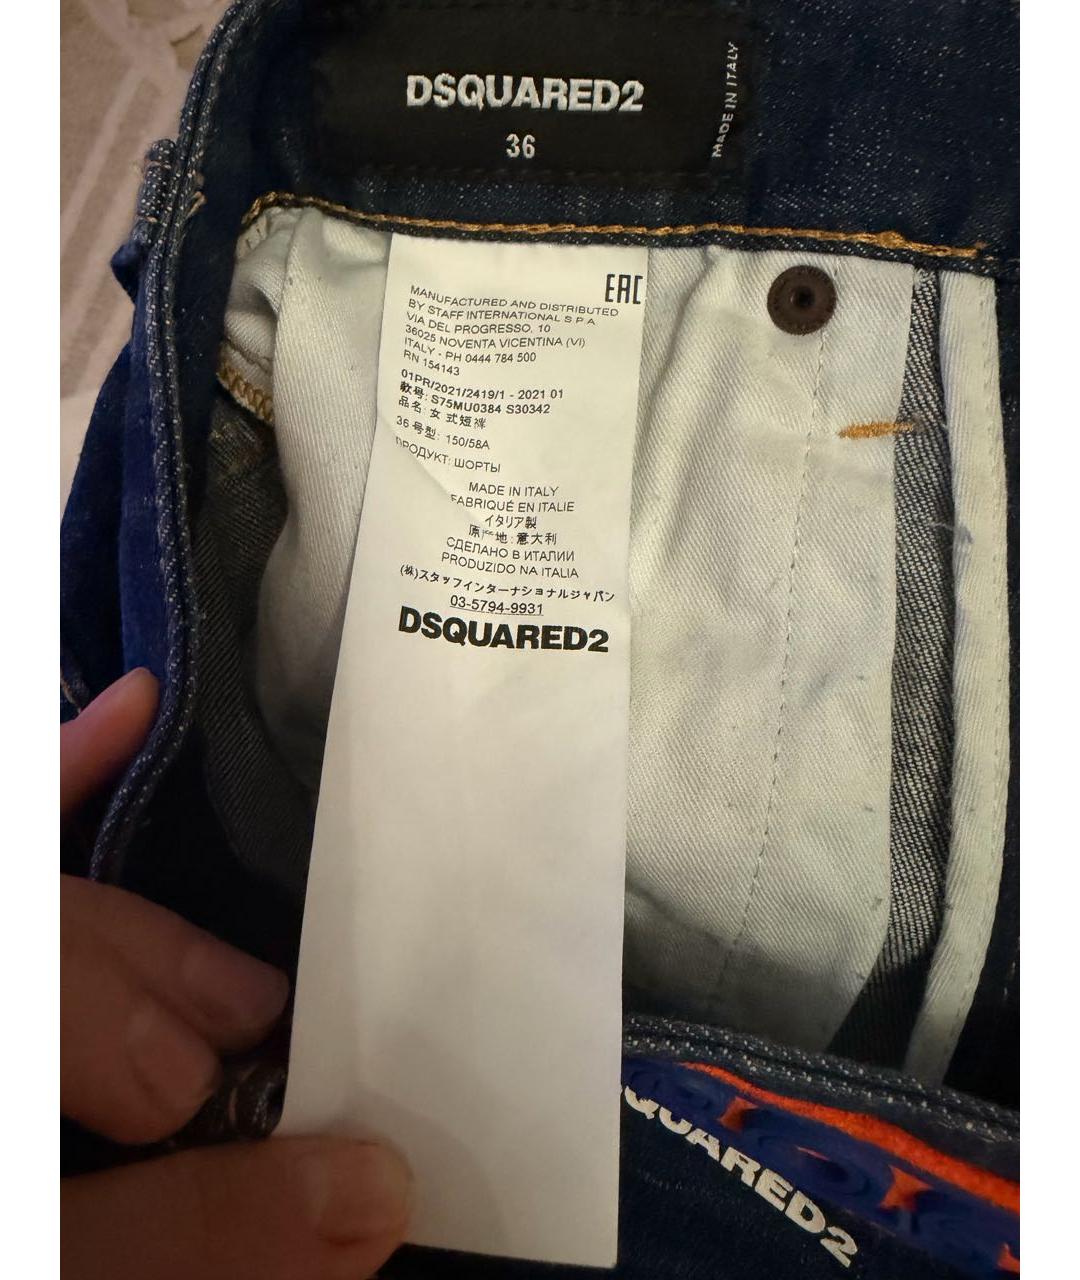 DSQUARED2
36
MADE IN ITALY
EAC
MANUFACTURED AND DISTRIBUTED
BY STAFF INTERNATIONAL S P A
VIA DEL PROGRESSO, 10
36025 NOVENTA VICENTINA (VI)
ITALY - PH 0444 784 500
RN 154143
01PR/2021/2419/1 - 2021 01
款号: S75MU0384 S30342
品名: 女式短裤
36 号型: 150/58A
ПРОДУКТ: ШОРТЫ
MADE IN ITALY
FABRIQUÉ EN ITALIE
イタリア製
原产地: 意大利
СДЕЛАНО В ИТАЛИИ
PRODUZIDO NA ITALIA
(株)スタッフインターナショナルジャパン
03-5794-9931
DSQUARED2
SQUARED2